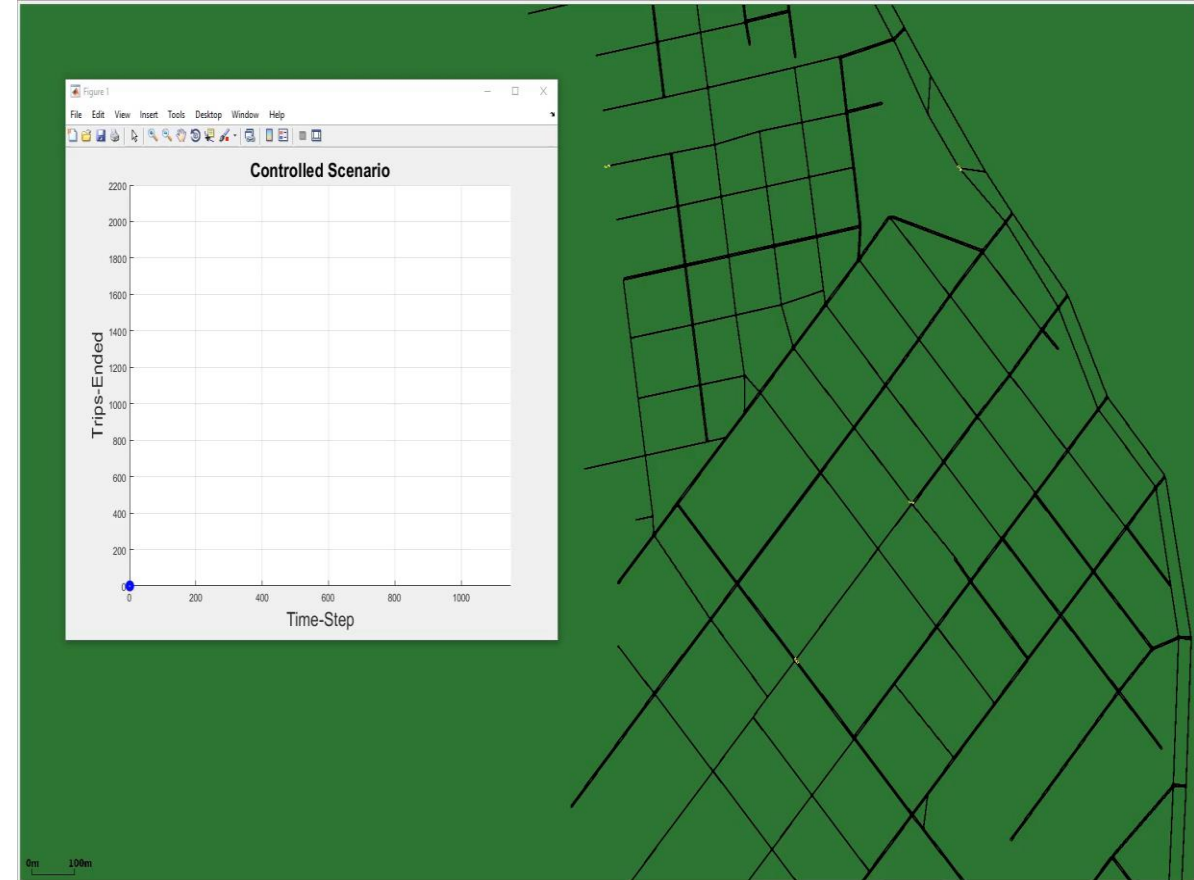 Figure 1
File Edit View Insert Tools Desktop Window Help
Controlled Scenario
2200
2000
1800
1600
1400
1200
1000
800
600
400
200
0
Trips-Ended
0 200 400 600 800 1000
Time-Step
0m 100m